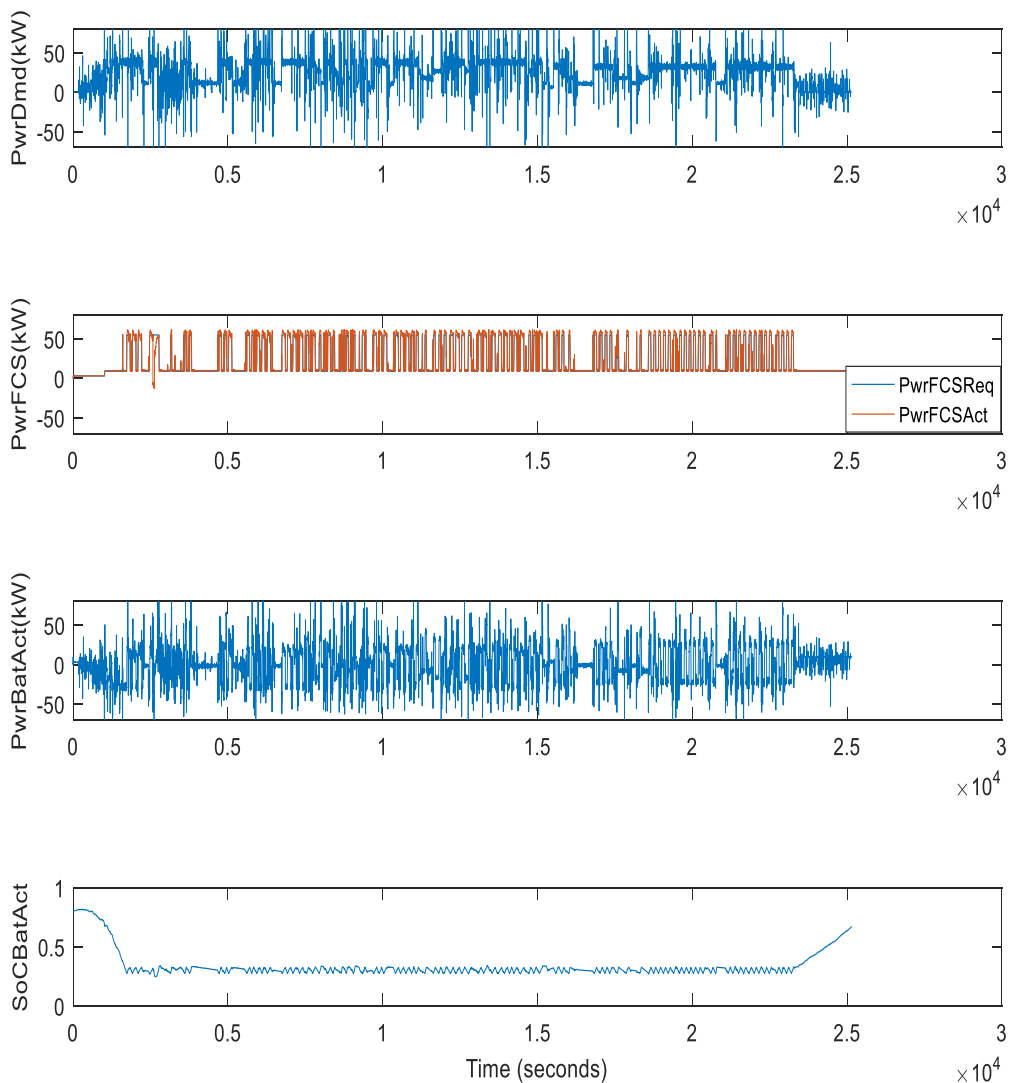 PwrDmd(kW)
50
0
-50
0 0.5 1 1.5 2 2.5 3
×10^4
PwrFCS(kW)
50
0
-50
PwrFCSReq
PwrFCSAct
0 0.5 1 1.5 2 2.5 3
×10^4
PwrBatAct(kW)
50
0
-50
0 0.5 1 1.5 2 2.5 3
×10^4
SoCBatAct
1
0.5
0
0 0.5 1 1.5 2 2.5 3
Time (seconds)
×10^4